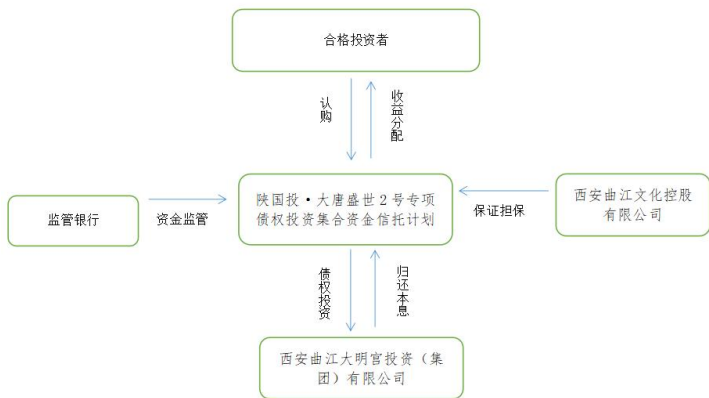 合格投资者
认购
收益分配
陕国投·大唐盛世2号专项
债权投资集合资金信托计划
监管银行
资金监管
保证担保
西安曲江文化控股
有限公司
债权投资
归还本息
西安曲江大明宫投资（集
团）有限公司